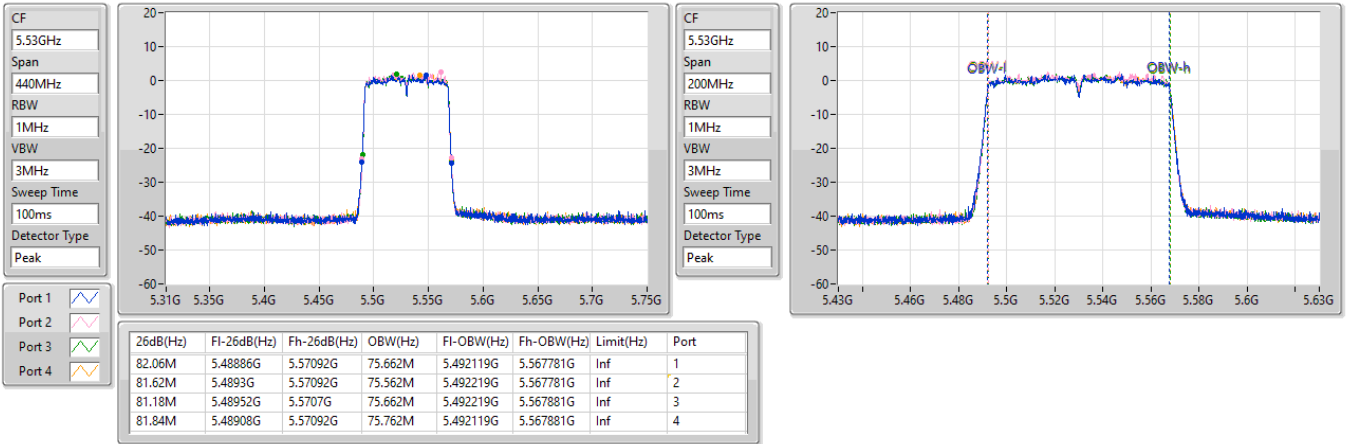 CF
5.53GHz
Span
440MHz
RBW
1MHz
VBW
3MHz
Sweep Time
100ms
Detector Type
Peak
20
10
0
-10
-20
-30
-40
-50
-60
5.31G 5.35G 5.4G 5.45G 5.5G 5.55G 5.6G 5.65G 5.7G 5.75G
CF
5.53GHz
Span
200MHz
RBW
1MHz
VBW
3MHz
Sweep Time
100ms
Detector Type
Peak
20
10
0
-10
-20
-30
-40
-50
-60
OBW-l OBW-h
5.43G 5.46G 5.48G 5.5G 5.52G 5.54G 5.56G 5.58G 5.6G 5.63G
Port 1
Port 2
Port 3
Port 4
26dB(Hz) Fl-26dB(Hz) Fh-26dB(Hz) OBW(Hz) Fl-OBW(Hz) Fh-OBW(Hz) Limit(Hz) Port
82.06M 5.48886G 5.57092G 75.662M 5.492119G 5.567781G Inf 1
81.62M 5.4893G 5.57092G 75.562M 5.492219G 5.567781G Inf 2
81.18M 5.48952G 5.5707G 75.662M 5.492219G 5.567881G Inf 3
81.84M 5.48908G 5.57092G 75.762M 5.492119G 5.567881G Inf 4